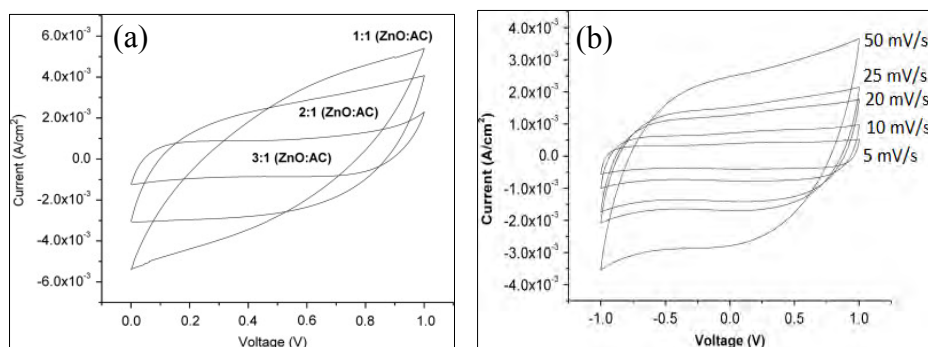 (a)
1:1 (ZnO:AC)
2:1 (ZnO:AC)
3:1 (ZnO:AC)
6.0x10⁻³
4.0x10⁻³
2.0x10⁻³
0.0
-2.0x10⁻³
-4.0x10⁻³
-6.0x10⁻³
Current (A/cm²)
0.0 0.2 0.4 0.6 0.8 1.0
Voltage (V)
(b)
50 mV/s
25 mV/s
20 mV/s
10 mV/s
5 mV/s
4.0x10⁻³
3.0x10⁻³
2.0x10⁻³
1.0x10⁻³
0.0
-1.0x10⁻³
-2.0x10⁻³
-3.0x10⁻³
-4.0x10⁻³
Current (A/cm²)
-1.0 -0.5 0.0 0.5 1.0
Voltage (V)